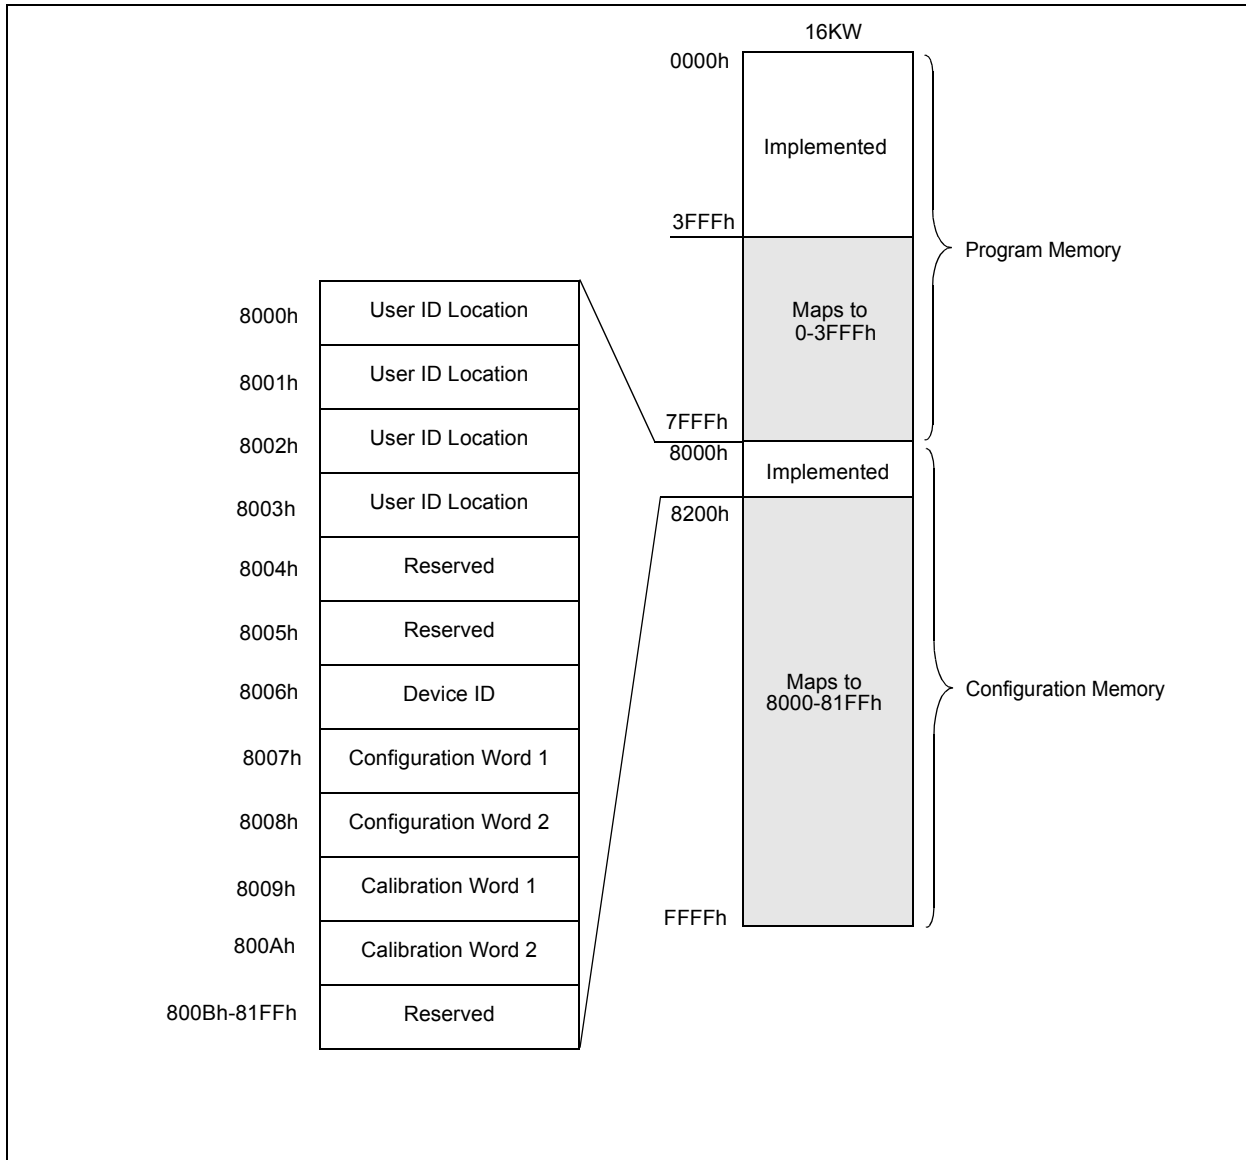 16KW
0000h
Implemented
3FFFh
Program Memory
Maps to
0-3FFFh
7FFFh
8000h
Implemented
8200h
Maps to
8000-81FFh
Configuration Memory
FFFFh
8000h User ID Location
8001h User ID Location
8002h User ID Location
8003h User ID Location
8004h Reserved
8005h Reserved
8006h Device ID
8007h Configuration Word 1
8008h Configuration Word 2
8009h Calibration Word 1
800Ah Calibration Word 2
800Bh-81FFh Reserved